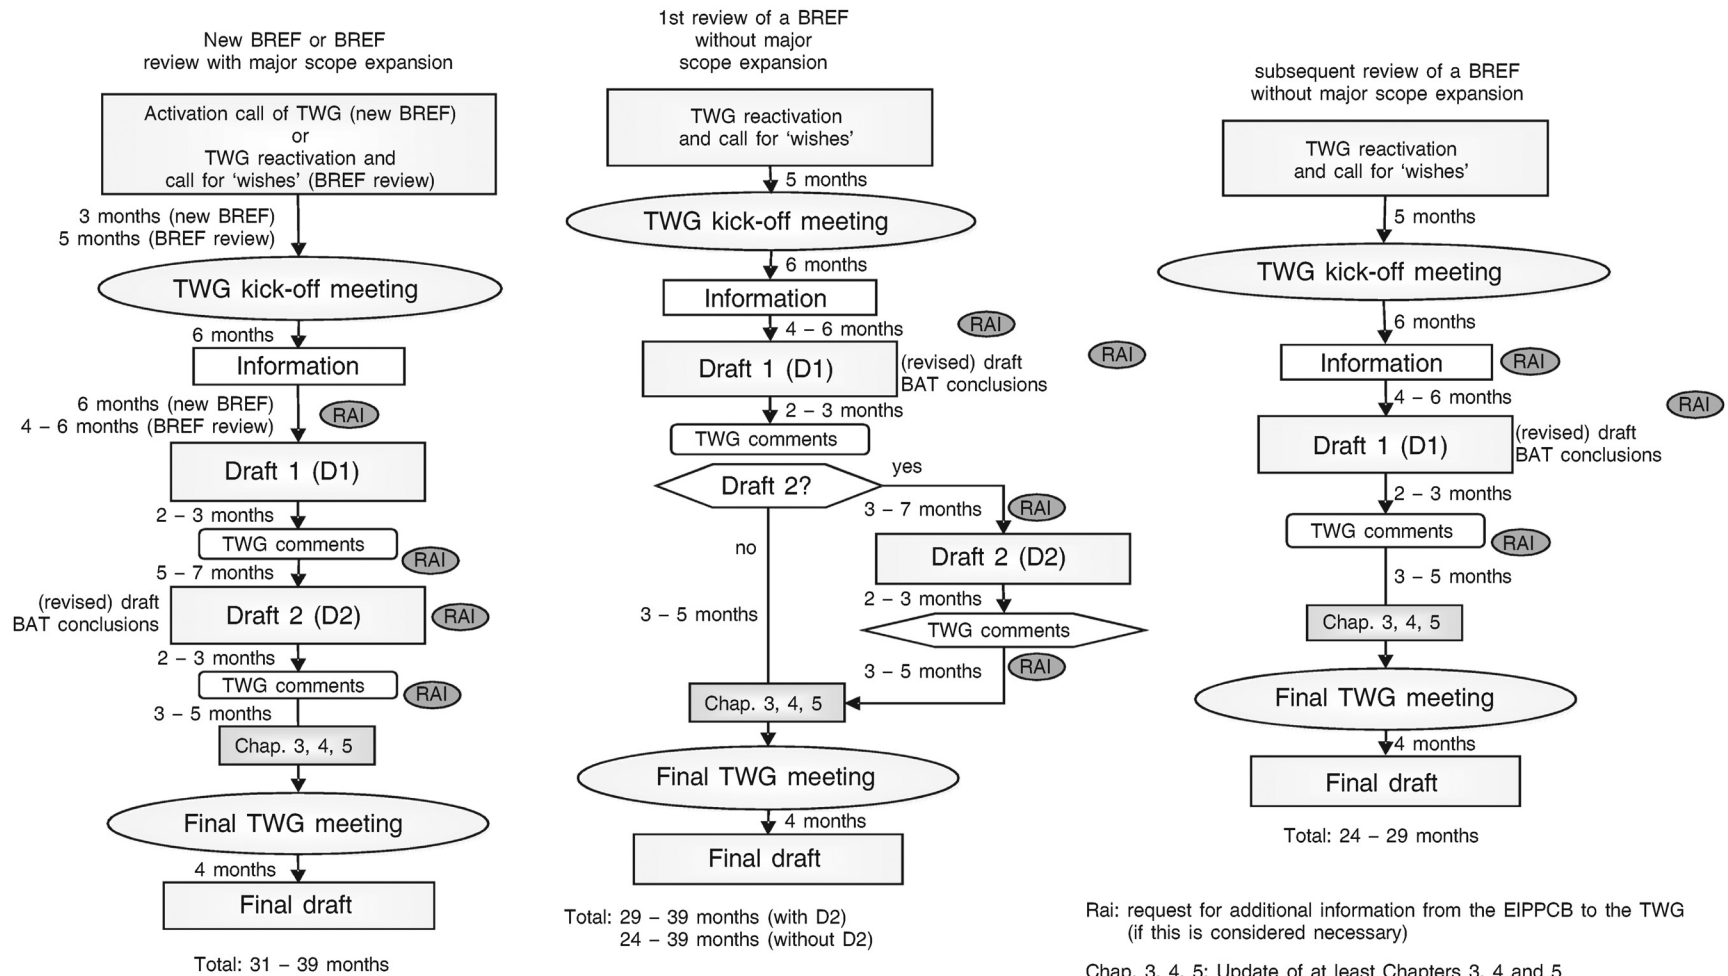 New BREF or BREF
review with major scope expansion
Activation call of TWG (new BREF)
or
TWG reactivation and
call for ‘wishes’ (BREF review)
3 months (new BREF)
5 months (BREF review)
TWG kick-off meeting
6 months
Information
6 months (new BREF)
4 – 6 months (BREF review)
RAI
Draft 1 (D1)
2 – 3 months
TWG comments
RAI
5 – 7 months
(revised) draft
BAT conclusions
Draft 2 (D2)
RAI
2 – 3 months
TWG comments
RAI
3 – 5 months
Chap. 3, 4, 5
Final TWG meeting
4 months
Final draft
Total: 31 – 39 months
1st review of a BREF
without major
scope expansion
TWG reactivation
and call for ‘wishes’
5 months
TWG kick-off meeting
6 months
Information
4 – 6 months
RAI
RAI
Draft 1 (D1)
(revised) draft
BAT conclusions
2 – 3 months
TWG comments
Draft 2?
yes
3 – 7 months
RAI
no
Draft 2 (D2)
2 – 3 months
3 – 5 months
TWG comments
3 – 5 months
RAI
Chap. 3, 4, 5
Final TWG meeting
4 months
Final draft
Total: 29 – 39 months (with D2)
24 – 39 months (without D2)
subsequent review of a BREF
without major scope expansion
TWG reactivation
and call for ‘wishes’
5 months
TWG kick-off meeting
6 months
Information
RAI
4 – 6 months
RAI
Draft 1 (D1)
(revised) draft
BAT conclusions
2 – 3 months
TWG comments
RAI
3 – 5 months
Chap. 3, 4, 5
Final TWG meeting
4 months
Final draft
Total: 24 – 29 months
Rai: request for additional information from the EIPPCB to the TWG
(if this is considered necessary)
Chap. 3, 4, 5: Update of at least Chapters 3, 4 and 5